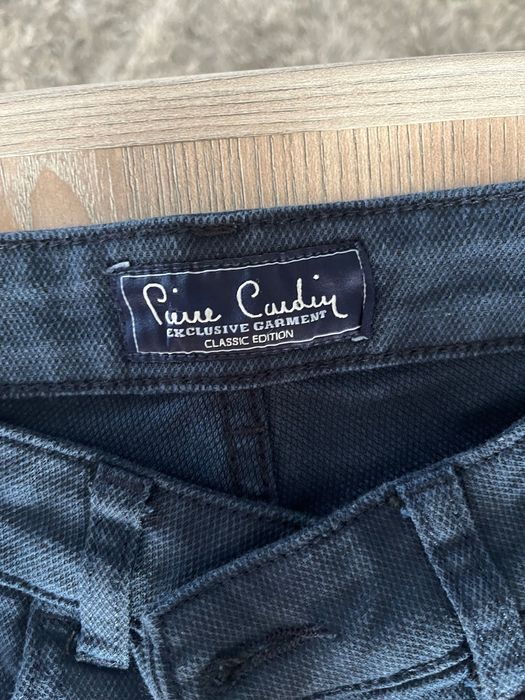 Pierre Cardin
EXCLUSIVE GARMENT
CLASSIC EDITION